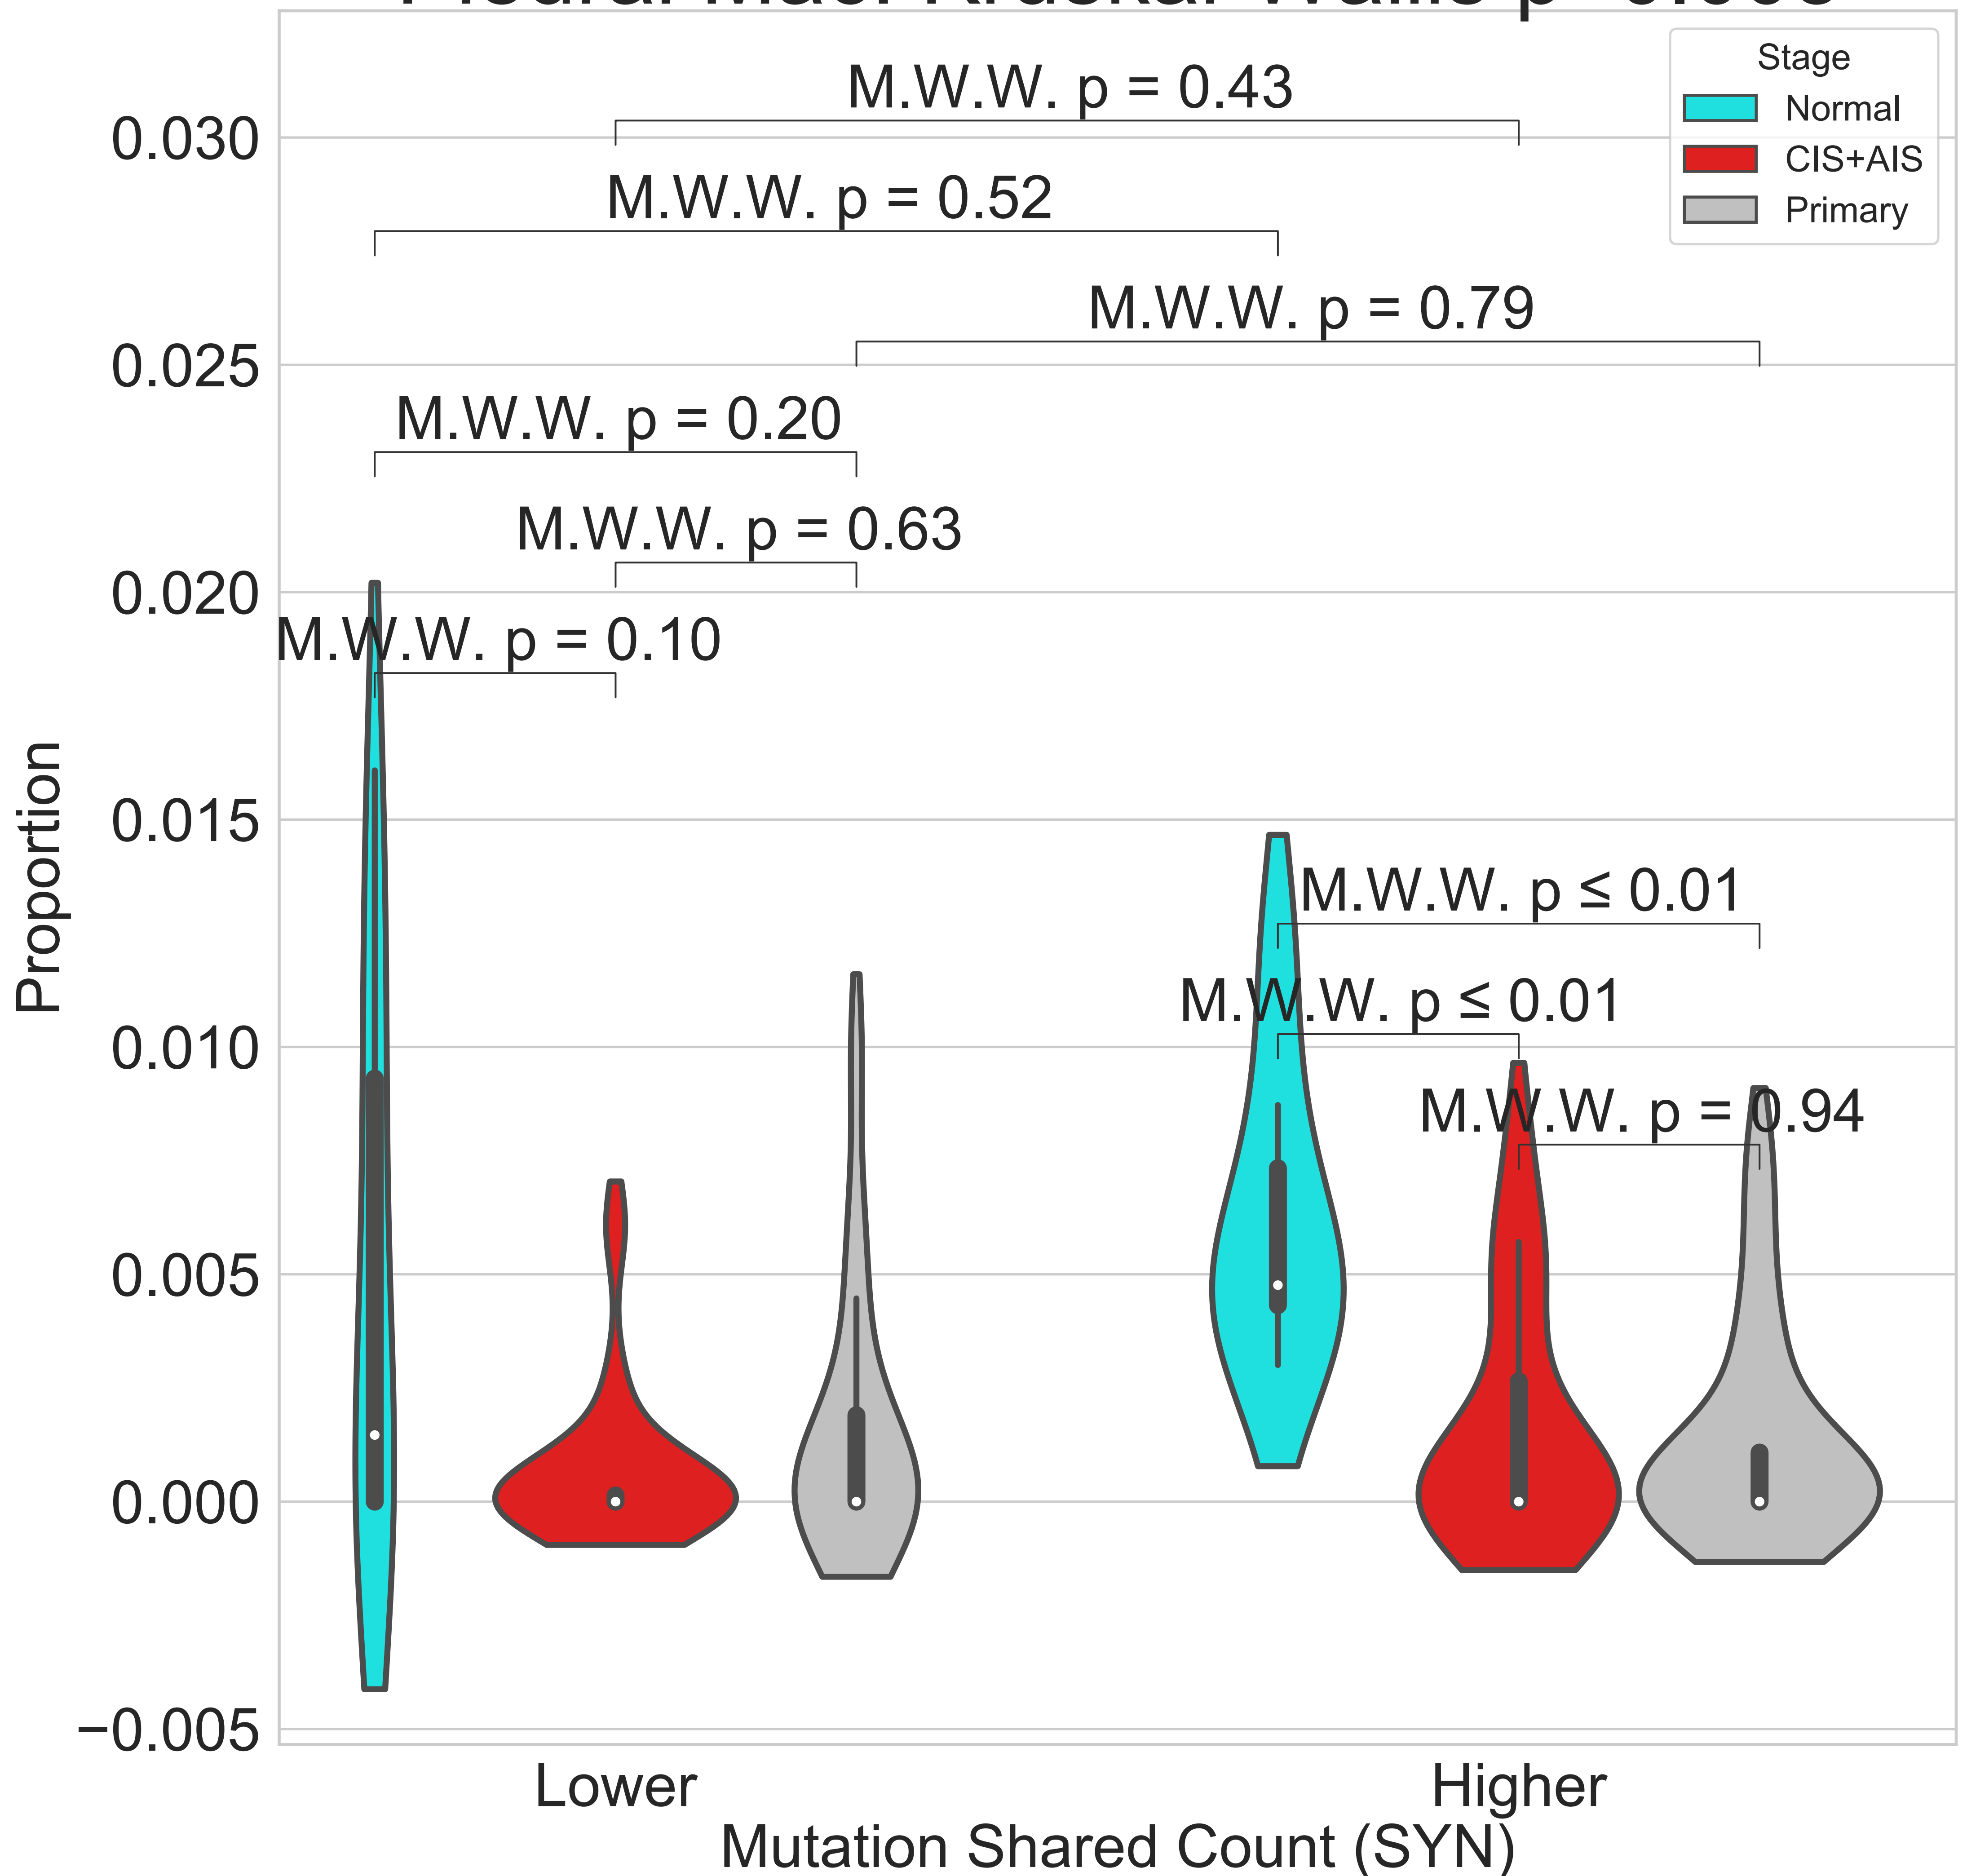 Stage
Normal
CIS+AIS
Primary
M.W.W. p = 0.43
M.W.W. p = 0.52
M.W.W. p = 0.79
M.W.W. p = 0.20
M.W.W. p = 0.63
M.W.W. p = 0.10
M.W.W. p ≤ 0.01
M.W.W. p ≤ 0.01
M.W.W. p = 0.94
0.030
0.025
0.020
0.015
0.010
0.005
0.000
−0.005
Proportion
Lower
Higher
Mutation Shared Count (SYN)